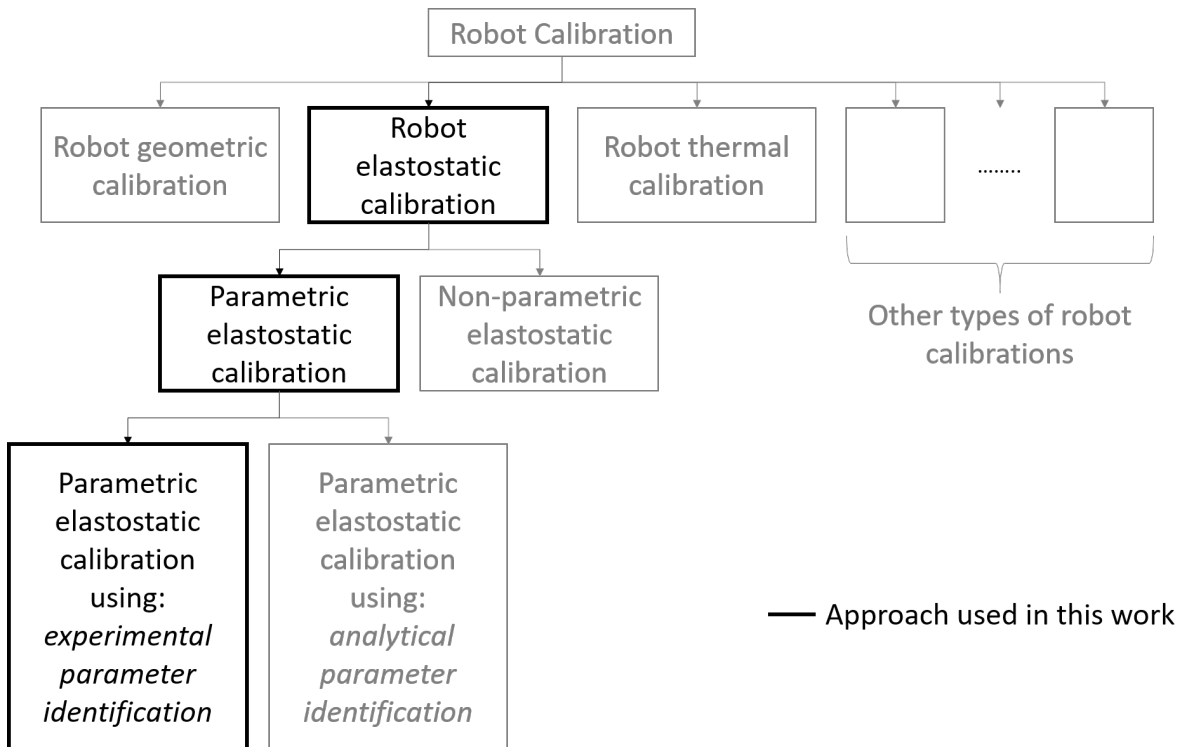 Robot Calibration
Robot geometric
calibration
Robot
elastostatic
calibration
Robot thermal
calibration
........
Parametric
elastostatic
calibration
Non-parametric
elastostatic
calibration
Other types of robot
calibrations
Parametric
elastostatic
calibration
using:
experimental
parameter
identification
Parametric
elastostatic
calibration
using:
analytical
parameter
identification
Approach used in this work